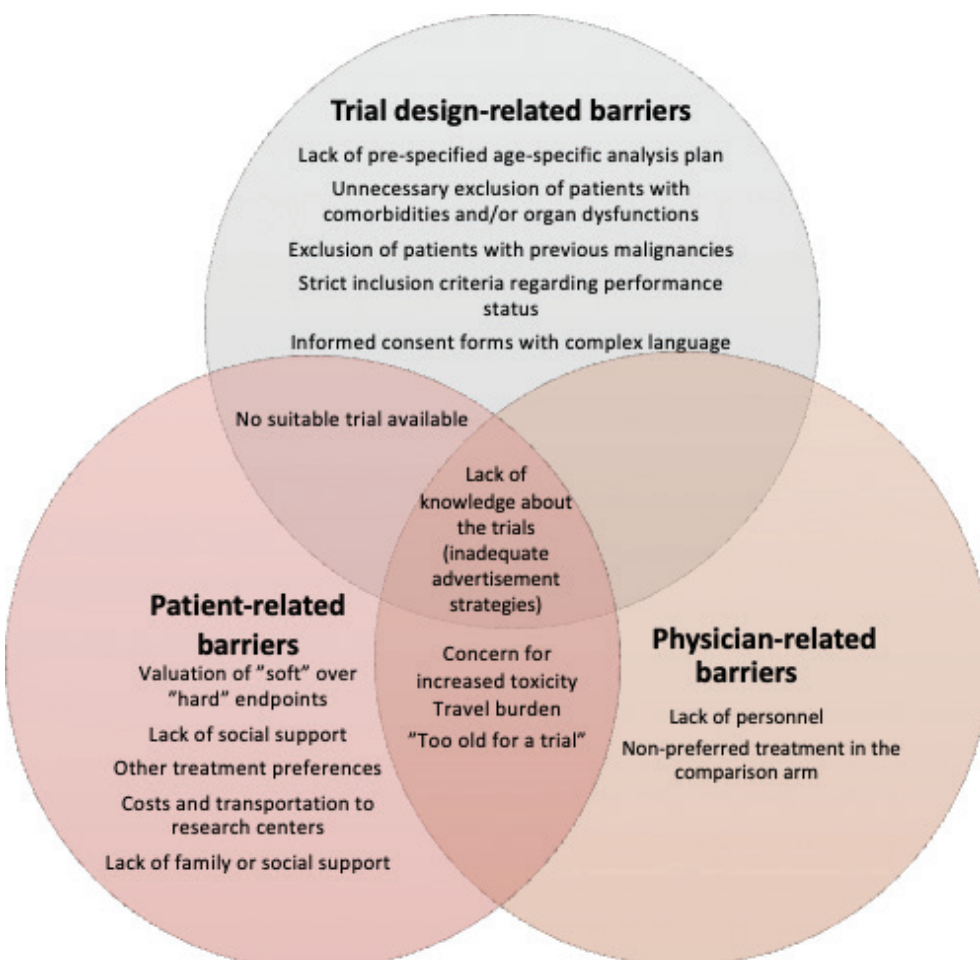 Trial design-related barriers
Lack of pre-specified age-specific analysis plan
Unnecessary exclusion of patients with
comorbidities and/or organ dysfunctions
Exclusion of patients with previous malignancies
Strict inclusion criteria regarding performance
status
Informed consent forms with complex language
No suitable trial available
Lack of
knowledge about
the trials
(inadequate
advertisement
strategies)
Patient-related
barriers
Valuation of "soft" over
"hard" endpoints
Lack of social support
Other treatment preferences
Costs and transportation to
research centers
Lack of family or social support
Concern for
increased toxicity
Travel burden
"Too old for a trial"
Physician-related
barriers
Lack of personnel
Non-preferred treatment in the
comparison arm